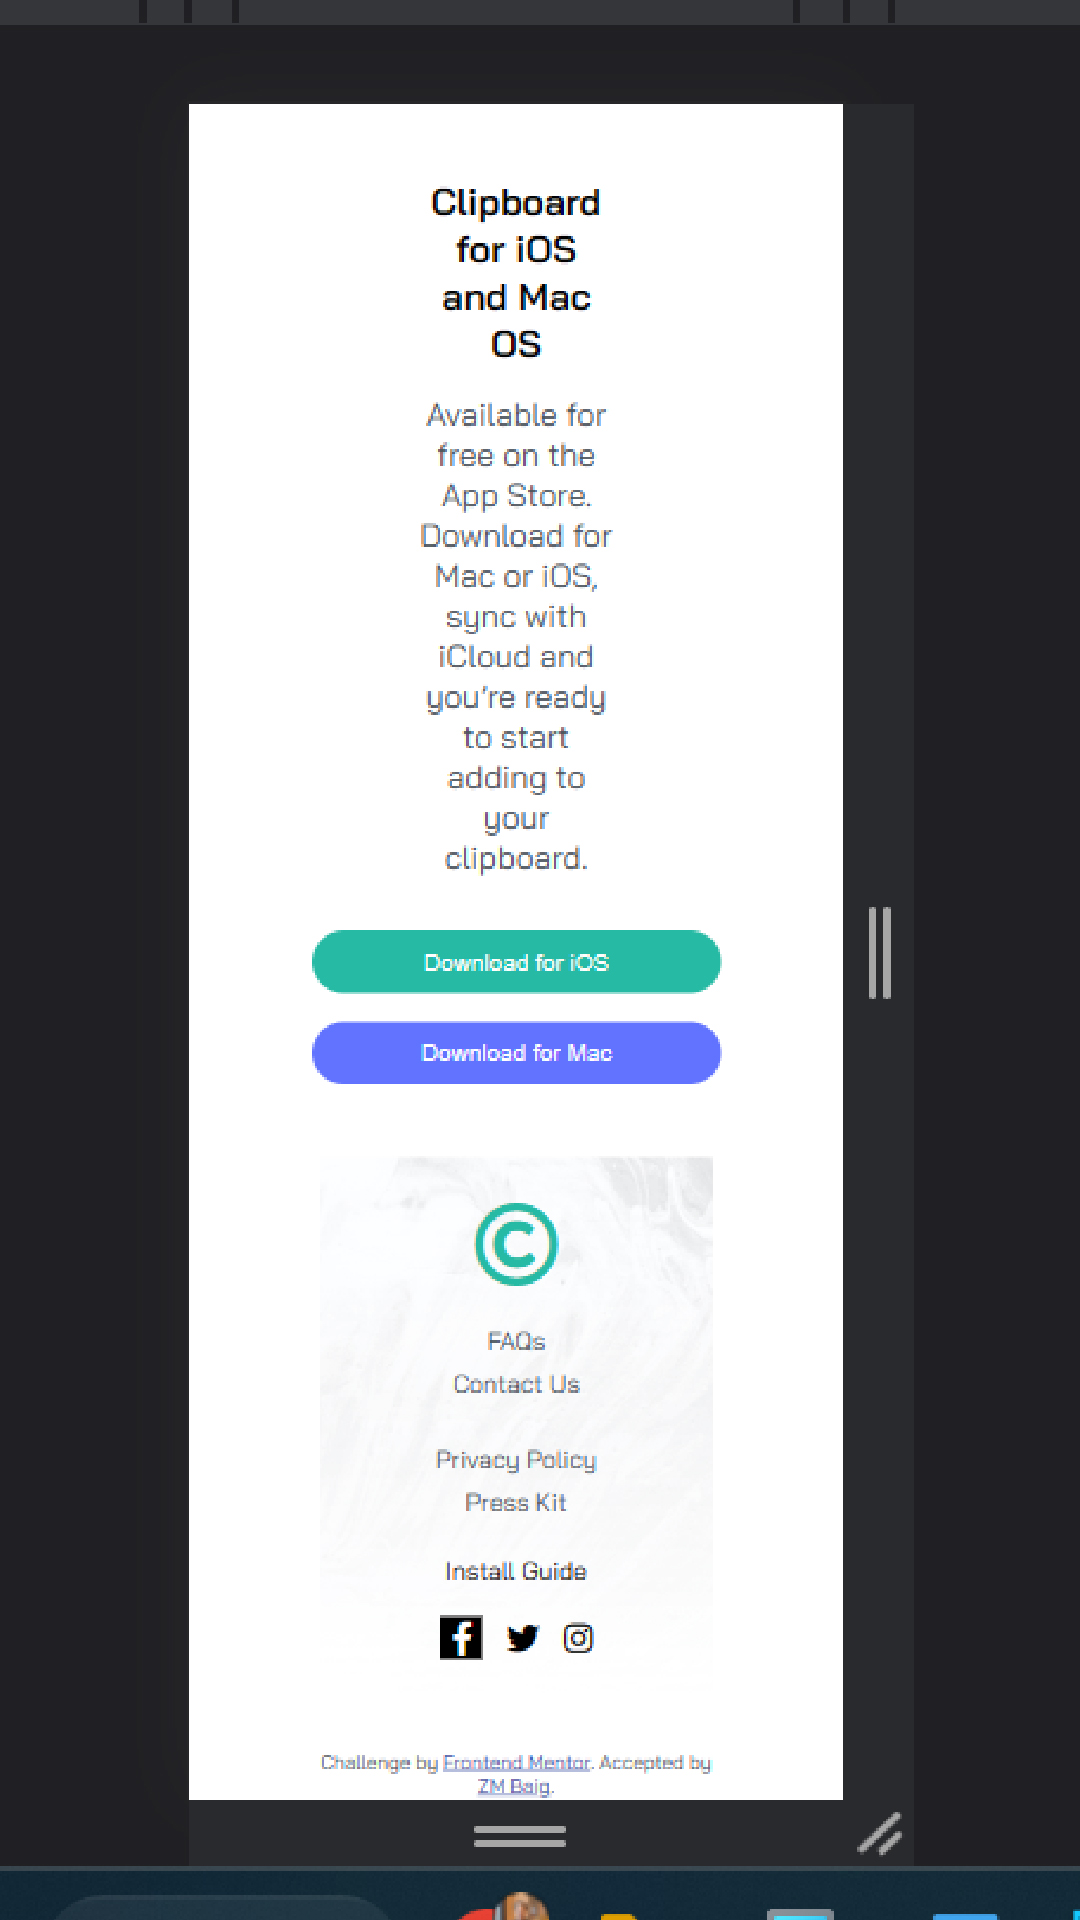 Clipboard
for iOS
and Mac
OS
Available for
free on the
App Store.
Download for
Mac or iOS,
sync with
iCloud and
you're ready
to start
adding to
your
clipboard.
Download for iOS
Download for Mac
C
FAQs
Contact Us
Privacy Policy
Press Kit
Install Guide
Challenge by Frontend Mentor. Accepted by
ZM Baig.